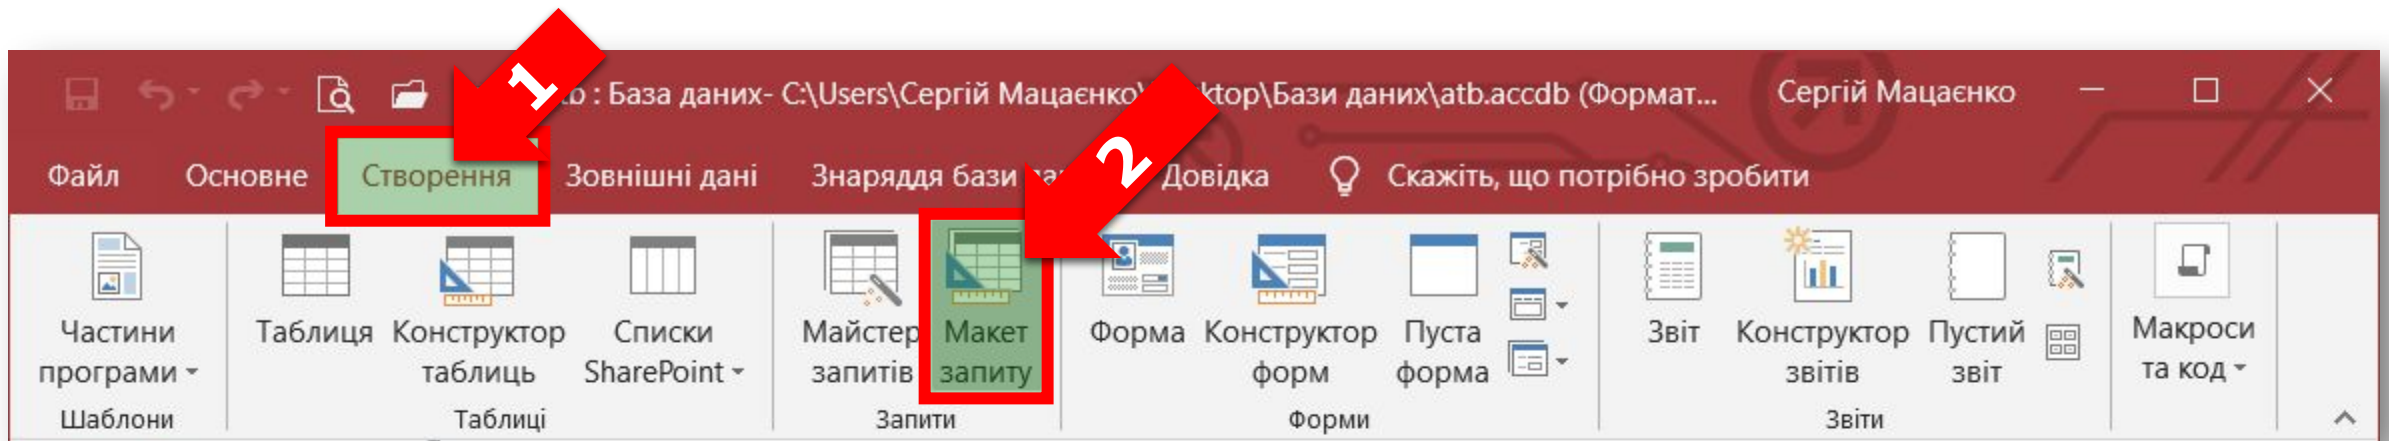 1
: База даних- C:\Users\Сергій Мацаєнко\ktop\Бази даних\atb.accdb (Формат... Сергій Мацаєнко
2
Файл Основне Створення Зовнішні дані Знаряддя бази Довідка Скажіть, що потрібно зробити
Частини програми Таблиця Конструктор таблиць Списки SharePoint Майстер запитів Макет запиту Форма Конструктор форм Пуста форма Звіт Конструктор звітів Пустий звіт Макроси та код
Шаблони Таблиці Запити Форми Звіти